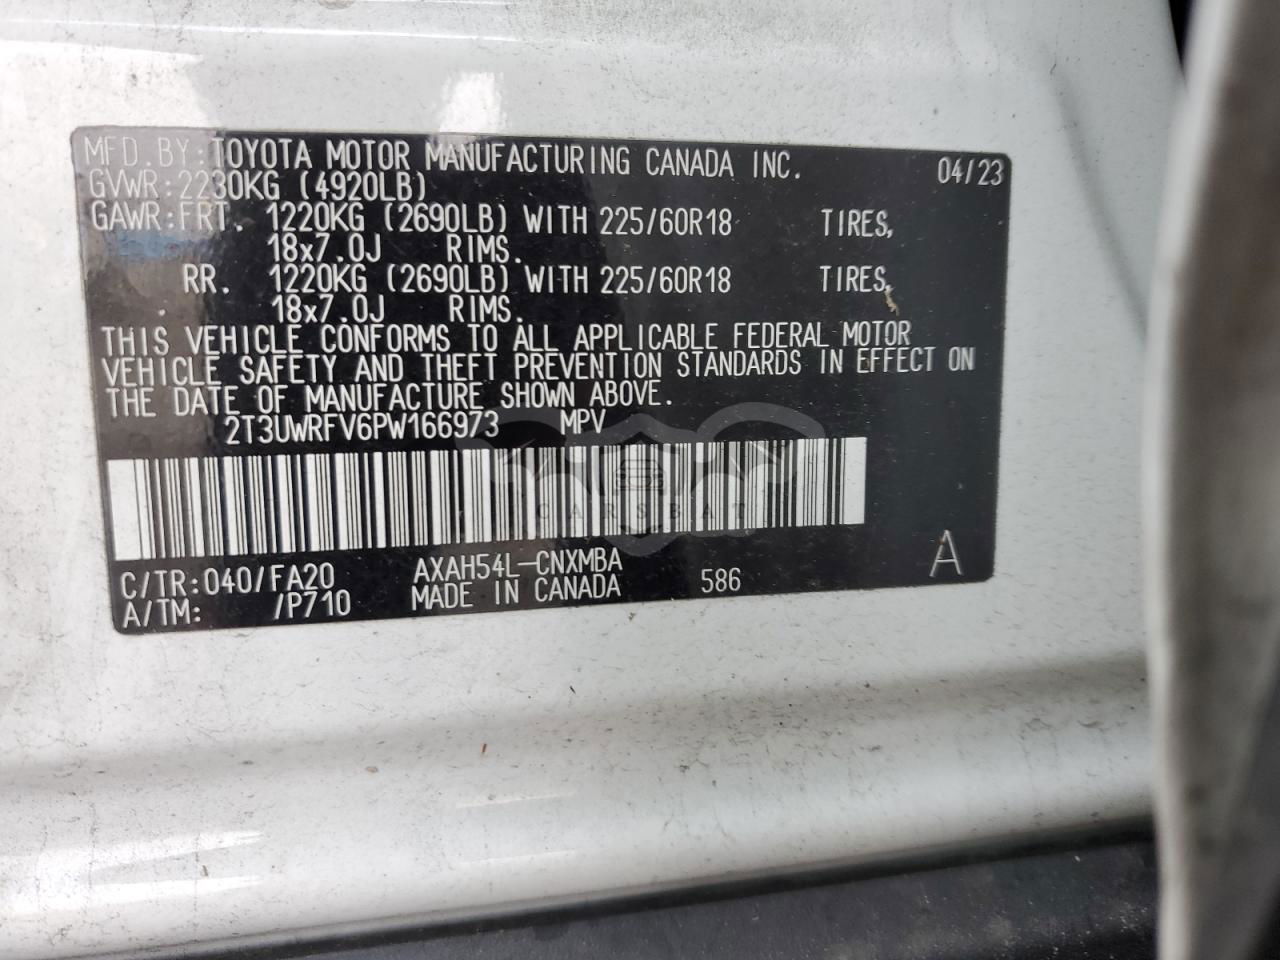 MFD.BY:TOYOTA MOTOR MANUFACTURING CANADA INC. 04/23
GVWR:2230KG (4920LB)
GAWR:FRT. 1220KG (2690LB) WITH 225/60R18 TIRES,
18x7.0J RIMS.
RR. 1220KG (2690LB) WITH 225/60R18 TIRES,
18x7.0J RIMS.
THIS VEHICLE CONFORMS TO ALL APPLICABLE FEDERAL MOTOR
VEHICLE SAFETY AND THEFT PREVENTION STANDARDS IN EFFECT ON
THE DATE OF MANUFACTURE SHOWN ABOVE.
2T3UWRFV6PW166973 MPV
CARSBAT
C/TR:040/FA20 AXAH54L-CNXMBA 586 A
A/TM: /P710 MADE IN CANADA